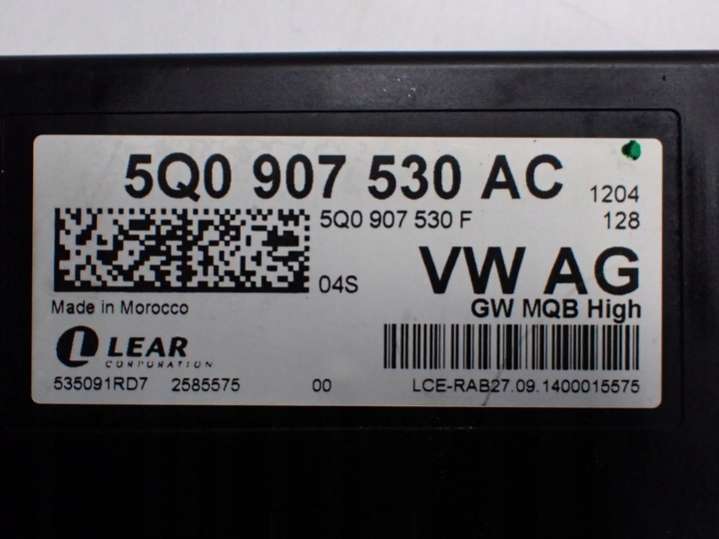 5Q0 907 530 AC 1204
5Q0 907 530 F 128
04S VW AG
Made in Morocco GW MQB High
LEAR
CORPORATION
535091RD7 2585575 00 LCE-RAB27.09.1400015575